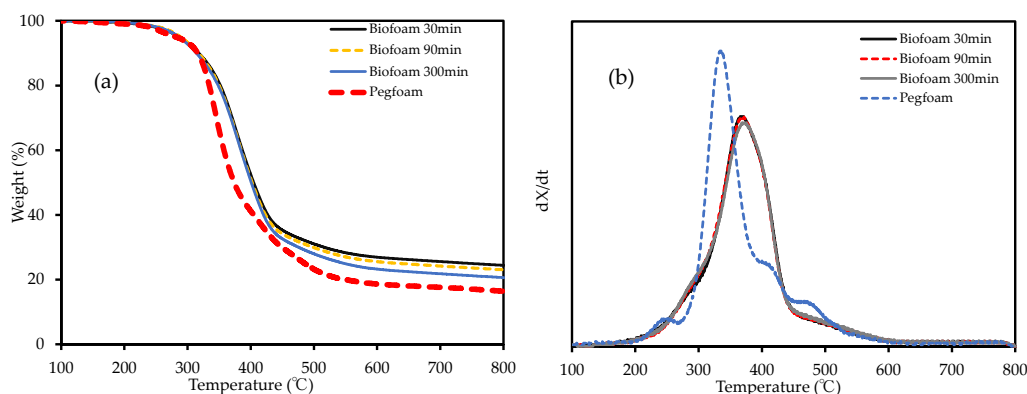 100
80
60
40
20
0
Weight (%)
(a)
Biofoam 30min
Biofoam 90min
Biofoam 300min
Pegfoam
100 200 300 400 500 600 700 800
Temperature (℃)
dX/dt
(b)
Biofoam 30min
Biofoam 90min
Biofoam 300min
Pegfoam
100 200 300 400 500 600 700 800
Temperature (℃)